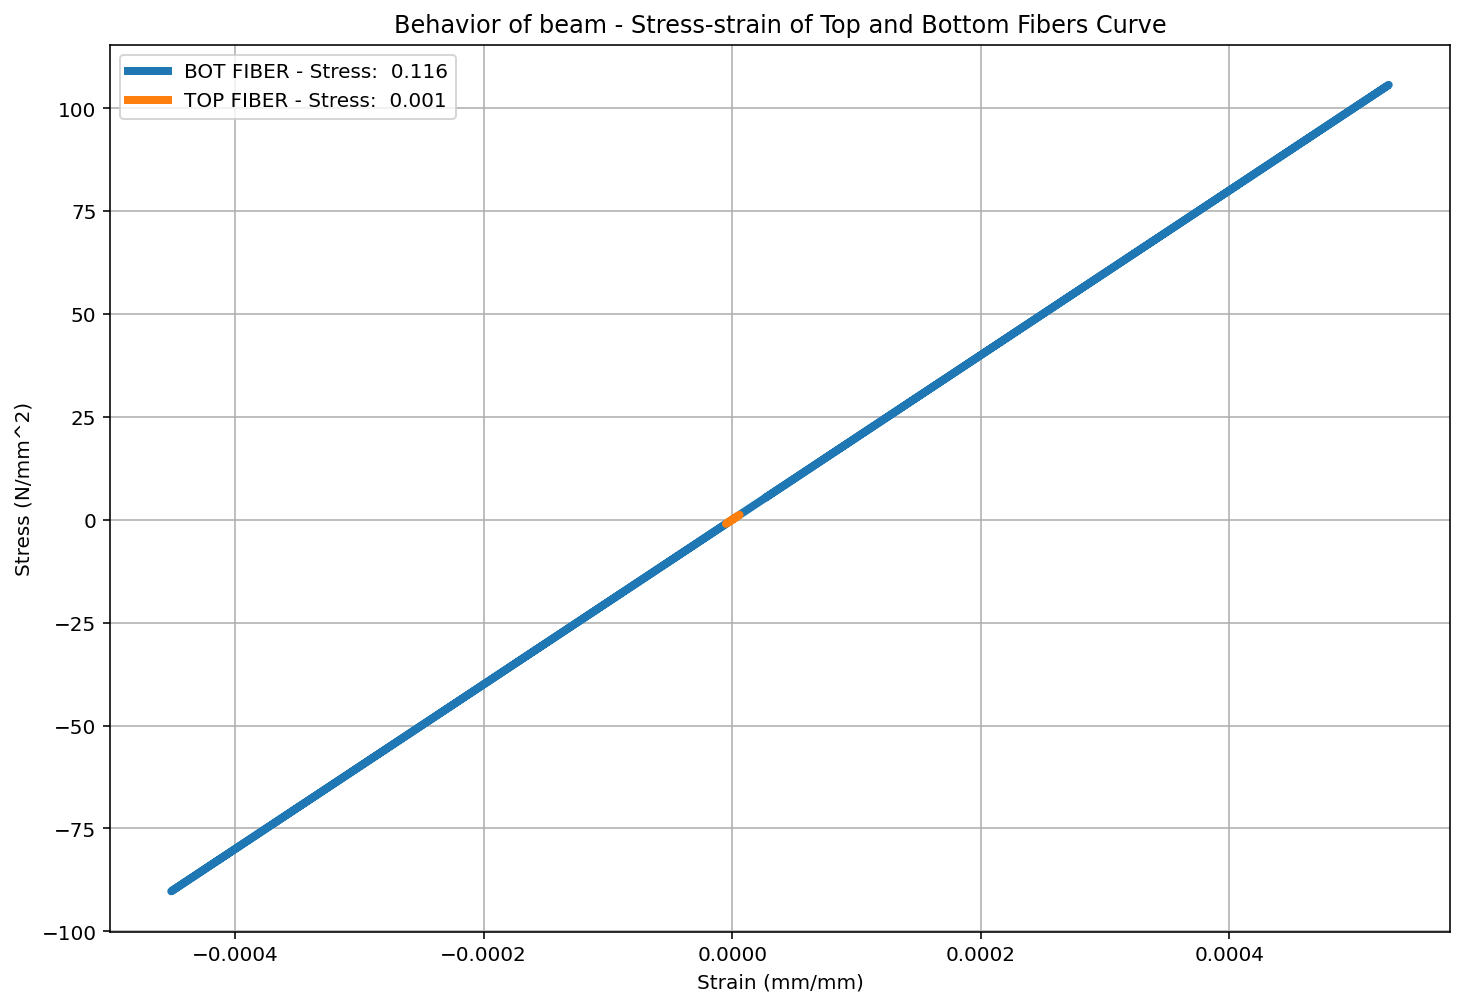 Behavior of beam - Stress-strain of Top and Bottom Fibers Curve
BOT FIBER - Stress:  0.116
TOP FIBER - Stress:  0.001
100
75
50
25
0
−25
−50
−75
−100
Stress (N/mm^2)
−0.0004
−0.0002
0.0000
0.0002
0.0004
Strain (mm/mm)